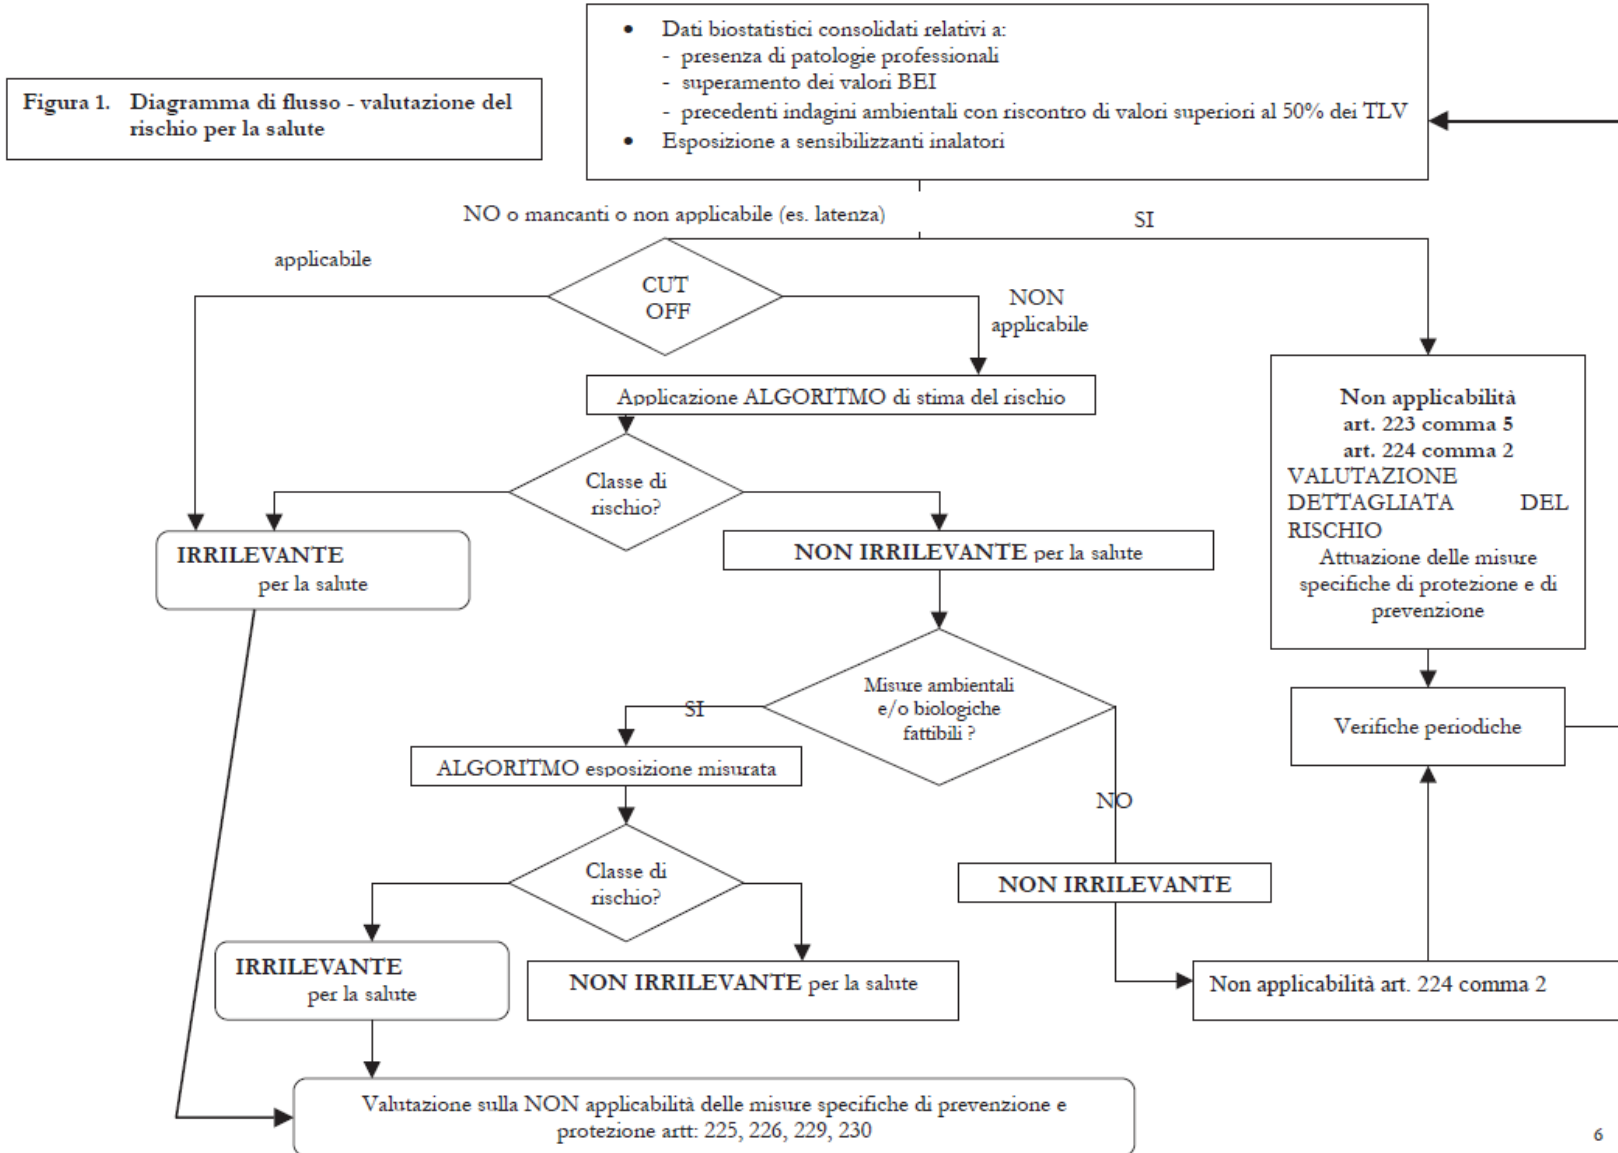 • Dati biostatistici consolidati relativi a:
- presenza di patologie professionali
- superamento dei valori BEI
- precedenti indagini ambientali con riscontro di valori superiori al 50% dei TLV
• Esposizione a sensibilizzanti inalatori
Figura 1. Diagramma di flusso - valutazione del
rischio per la salute
NO o mancanti o non applicabile (es. latenza)
SI
applicabile
CUT
OFF
NON
applicabile
Applicazione ALGORITMO di stima del rischio
Non applicabilità
art. 223 comma 5
art. 224 comma 2
VALUTAZIONE
DETTAGLIATA DEL
RISCHIO
Attuazione delle misure
specifiche di protezione e di
prevenzione
Classe di
rischio?
IRRILEVANTE
per la salute
NON IRRILEVANTE per la salute
Misure ambientali
e/o biologiche
fattibili ?
SI
NO
Verifiche periodiche
ALGORITMO esposizione misurata
Classe di
rischio?
NON IRRILEVANTE
IRRILEVANTE
per la salute
NON IRRILEVANTE per la salute
Non applicabilità art. 224 comma 2
Valutazione sulla NON applicabilità delle misure specifiche di prevenzione e
protezione artt: 225, 226, 229, 230
6